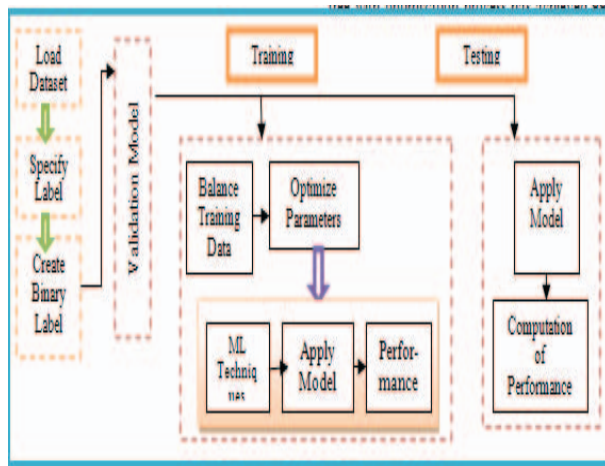 Load
Dataset
Specify
Label
Create
Binary
Label
Validation Model
Training
Testing
Balance
Training
Data
Optimize
Parameters
ML
Techniq
ues
Apply
Model
Perfor-
mance
Apply
Model
Computation
of
Performance